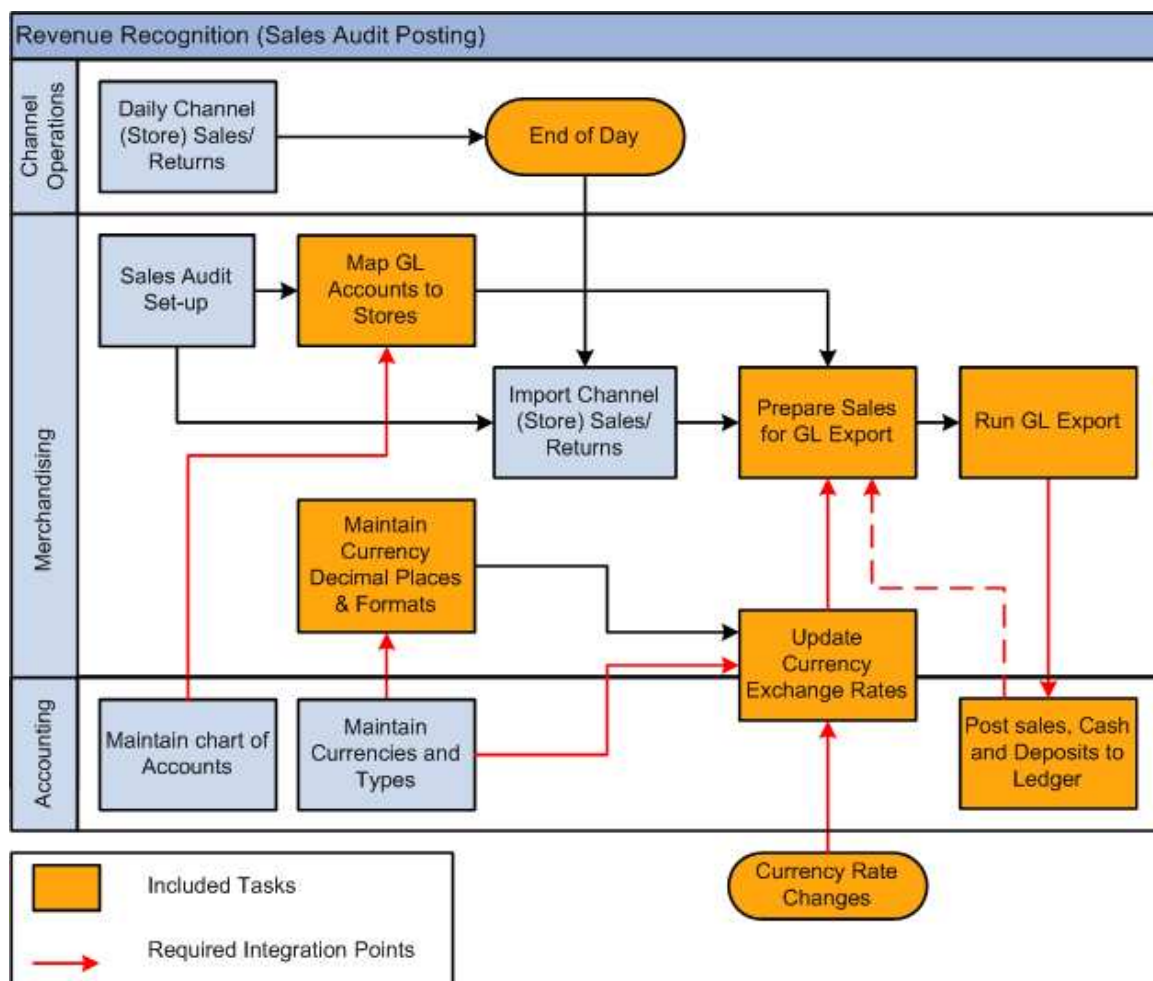 Revenue Recognition (Sales Audit Posting)
Channel
Operations
Daily Channel
(Store) Sales/
Returns
End of Day
Merchandising
Sales Audit
Set-up
Map GL
Accounts to
Stores
Import Channel
(Store) Sales/
Returns
Prepare Sales
for GL Export
Run GL Export
Maintain
Currency
Decimal Places
& Formats
Update
Currency
Exchange Rates
Accounting
Maintain chart of
Accounts
Maintain
Currencies and
Types
Post sales, Cash
and Deposits to
Ledger
Currency Rate
Changes
Included Tasks
Required Integration Points